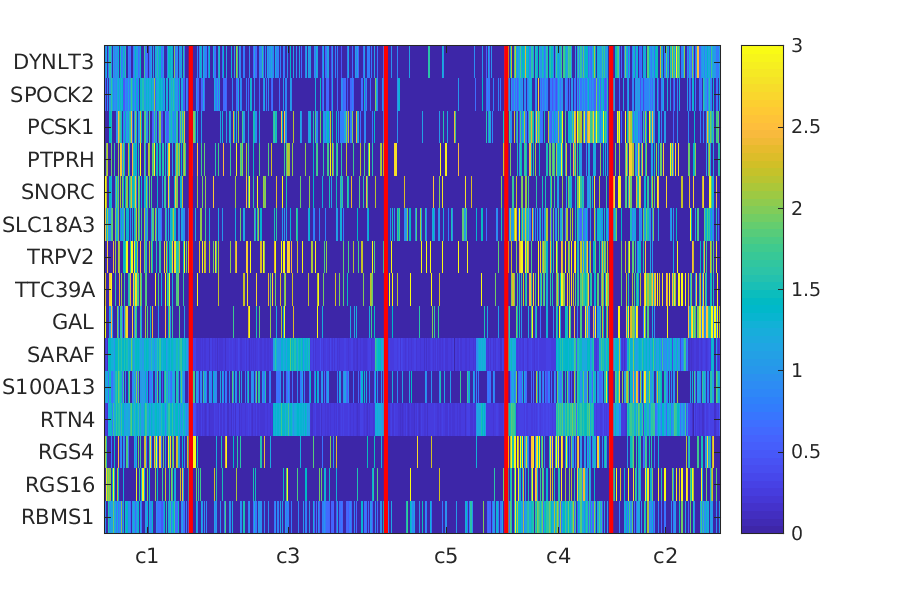 DYNLT3
SPOCK2
PCSK1
PTPRH
SNORC
SLC18A3
TRPV2
TTC39A
GAL
SARAF
S100A13
RTN4
RGS4
RGS16
RBMS1
c1 c3 c5 c4 c2
3
2.5
2
1.5
1
0.5
0